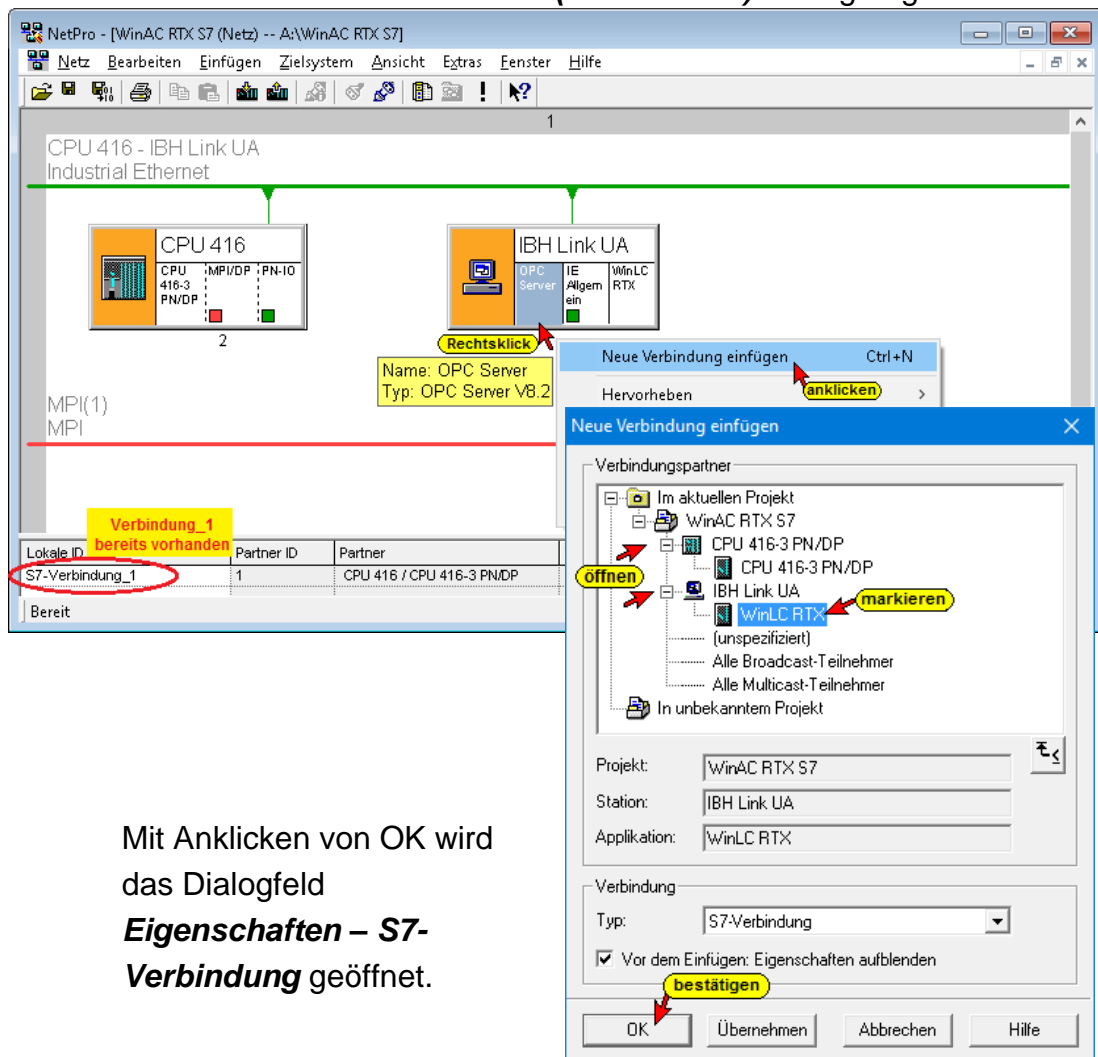 NetPro - [WinAC RTX S7 (Netz) -- A:\WinAC RTX S7]
Netz Bearbeiten Einfügen Zielsystem Ansicht Extras Fenster Hilfe
1
CPU 416 - IBH Link UA
Industrial Ethernet
CPU 416
CPU 416-3 PN/DP
MPI/DP
PN-IO
2
IBH Link UA
OPC Server
IE Allgem ein
WinLC RTX
Rechtsklick
Name: OPC Server
Typ: OPC Server V8.2
Neue Verbindung einfügen Ctrl+N
anklicken
Hervorheben >
MPI(1)
MPI
Verbindung_1
bereits vorhanden
Lokale ID Partner ID Partner
S7-Verbindung_1 1 CPU 416 / CPU 416-3 PN/DP
Bereit
Neue Verbindung einfügen
Verbindungspartner
Im aktuellen Projekt
WinAC RTX S7
CPU 416-3 PN/DP
CPU 416-3 PN/DP
öffnen
IBH Link UA
markieren
WinLC RTX
(unspezifiziert)
Alle Broadcast-Teilnehmer
Alle Multicast-Teilnehmer
In unbekanntem Projekt
Projekt: WinAC RTX S7
Station: IBH Link UA
Applikation: WinLC RTX
Verbindung
Typ: S7-Verbindung
Vor dem Einfügen: Eigenschaften aufblenden
bestätigen
OK Übernehmen Abbrechen Hilfe
Mit Anklicken von OK wird
das Dialogfeld
Eigenschaften – S7-
Verbindung geöffnet.